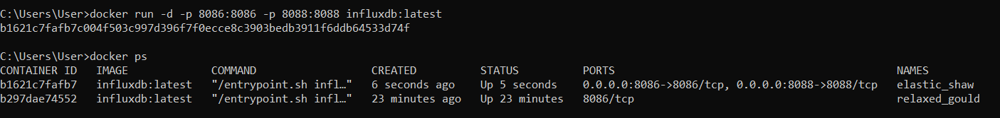 C:\Users\User>docker run -d -p 8086:8086 -p 8088:8088 influxdb:latest
b1621c7fafb7c004f503c997d396f7f0ecce8c3903bedb3911f6ddb64533d74f
C:\Users\User>docker ps
CONTAINER ID   IMAGE             COMMAND                  CREATED          STATUS          PORTS                                            NAMES
b1621c7fafb7   influxdb:latest   "/entrypoint.sh infl…"   6 seconds ago    Up 5 seconds    0.0.0.0:8086->8086/tcp, 0.0.0.0:8088->8088/tcp   elastic_shaw
b297dae74552   influxdb:latest   "/entrypoint.sh infl…"   23 minutes ago   Up 23 minutes   8086/tcp                                         relaxed_gould